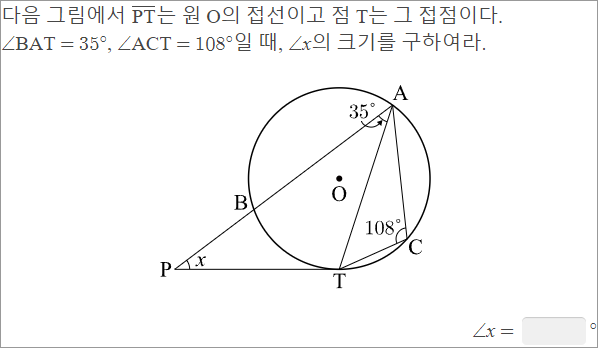 다음 그림에서 PT는 원 O의 접선이고 점 T는 그 접점이다.
∠BAT = 35°, ∠ACT = 108°일 때, ∠x의 크기를 구하여라.
A
35°
O
B
108°
C
P
x
T
∠x = °